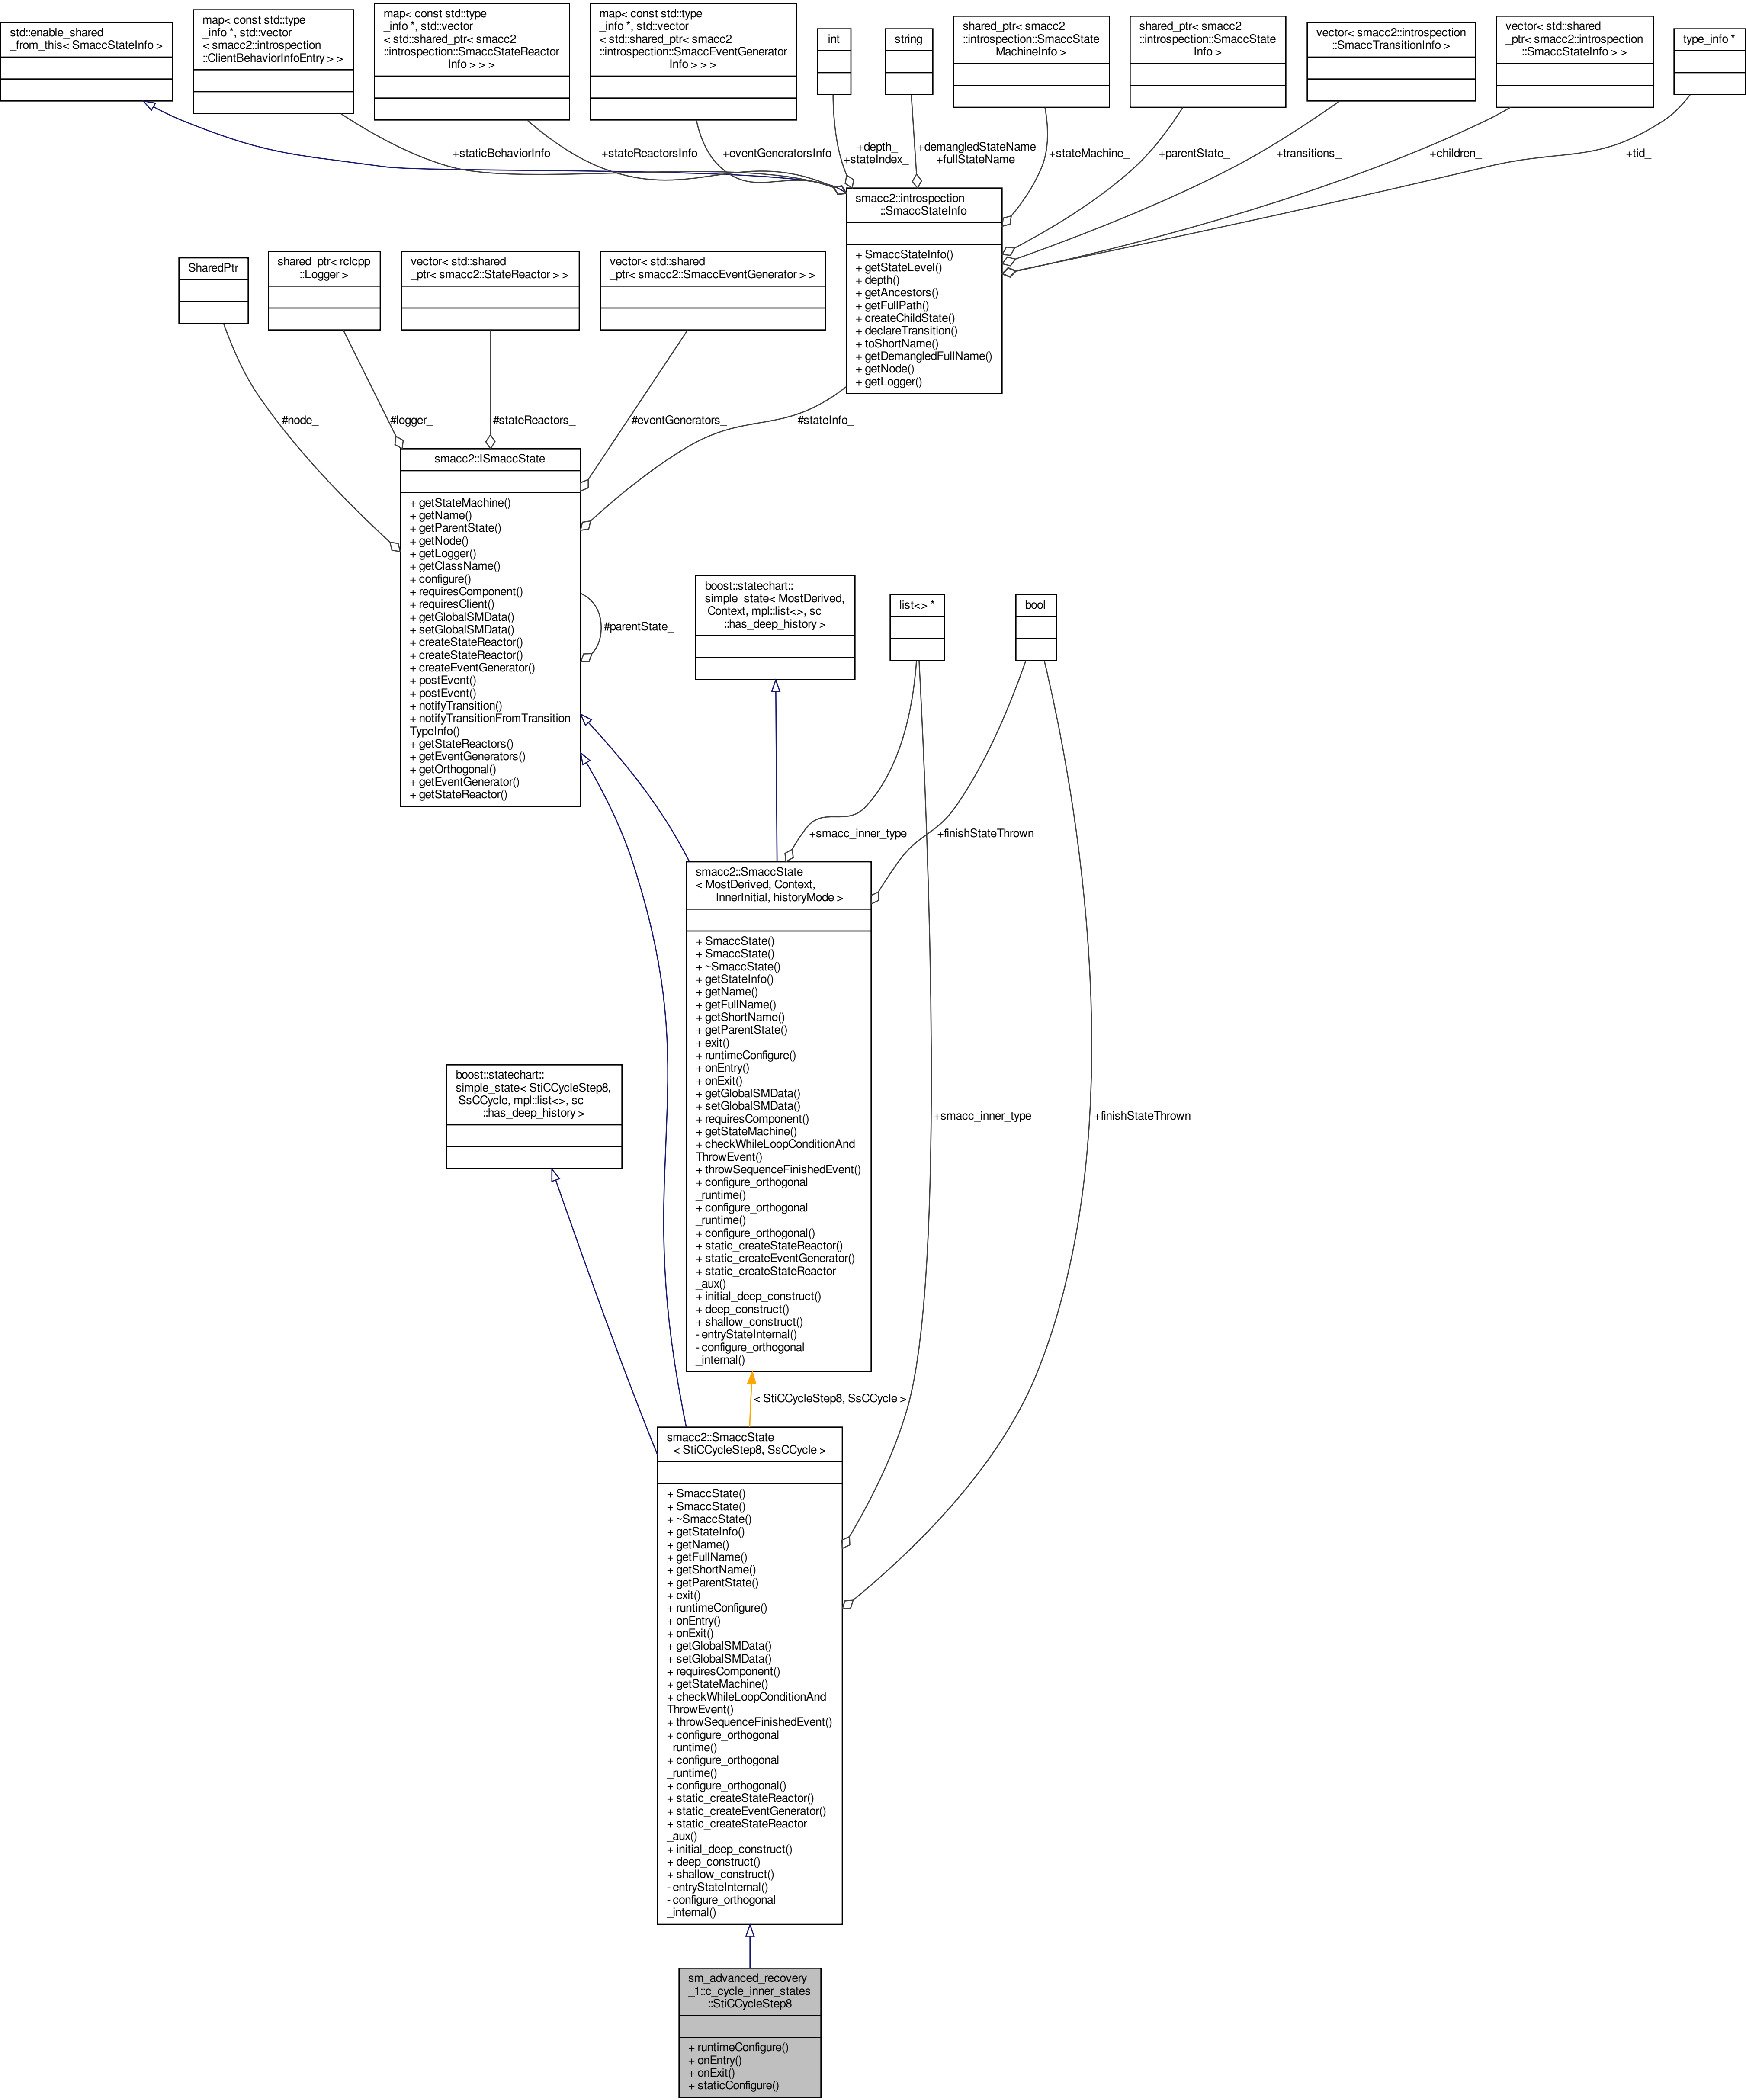 std::enable_shared
_from_this< SmaccStateInfo >
map< const std::type
_info *, std::vector
< smacc2::introspection
::ClientBehaviorInfoEntry > >
map< const std::type
_info *, std::vector
< std::shared_ptr< smacc2
::introspection::SmaccStateReactor
Info > > >
map< const std::type
_info *, std::vector
< std::shared_ptr< smacc2
::introspection::SmaccEventGenerator
Info > > >
int
string
shared_ptr< smacc2
::introspection::SmaccState
MachineInfo >
shared_ptr< smacc2
::introspection::SmaccState
Info >
vector< smacc2::introspection
::SmaccTransitionInfo >
vector< std::shared
_ptr< smacc2::introspection
::SmaccStateInfo > >
type_info *
+staticBehaviorInfo
+stateReactorsInfo
+eventGeneratorsInfo
+depth_
+stateIndex_
+demangledStateName
+fullStateName
+stateMachine_
+parentState_
+transitions_
+children_
+tid_
smacc2::introspection
::SmaccStateInfo
+ SmaccStateInfo()
+ getStateLevel()
+ depth()
+ getAncestors()
+ getFullPath()
+ createChildState()
+ declareTransition()
+ toShortName()
+ getDemangledFullName()
+ getNode()
+ getLogger()
SharedPtr
shared_ptr< rclcpp
::Logger >
vector< std::shared
_ptr< smacc2::StateReactor > >
vector< std::shared
_ptr< smacc2::SmaccEventGenerator > >
#node_
#logger_
#stateReactors_
#eventGenerators_
#stateInfo_
smacc2::ISmaccState
+ getStateMachine()
+ getName()
+ getParentState()
+ getNode()
+ getLogger()
+ getClassName()
+ configure()
+ requiresComponent()
+ requiresClient()
+ getGlobalSMData()
+ setGlobalSMData()
+ createStateReactor()
+ createStateReactor()
+ createEventGenerator()
+ postEvent()
+ postEvent()
+ notifyTransition()
+ notifyTransitionFromTransition
TypeInfo()
+ getStateReactors()
+ getEventGenerators()
+ getOrthogonal()
+ getEventGenerator()
+ getStateReactor()
#parentState_
boost::statechart::
simple_state< MostDerived,
Context, mpl::list<>, sc
::has_deep_history >
list<> *
bool
+smacc_inner_type
+finishStateThrown
smacc2::SmaccState
< MostDerived, Context,
InnerInitial, historyMode >
+ SmaccState()
+ SmaccState()
+ ~SmaccState()
+ getStateInfo()
+ getName()
+ getFullName()
+ getShortName()
+ getParentState()
+ exit()
+ runtimeConfigure()
+ onEntry()
+ onExit()
+ getGlobalSMData()
+ setGlobalSMData()
+ requiresComponent()
+ getStateMachine()
+ checkWhileLoopConditionAnd
ThrowEvent()
+ throwSequenceFinishedEvent()
+ configure_orthogonal
_runtime()
+ configure_orthogonal
_runtime()
+ configure_orthogonal()
+ static_createStateReactor()
+ static_createEventGenerator()
+ static_createStateReactor
_aux()
+ initial_deep_construct()
+ deep_construct()
+ shallow_construct()
- entryStateInternal()
- configure_orthogonal
_internal()
boost::statechart::
simple_state< StiCCycleStep8,
SsCCycle, mpl::list<>, sc
::has_deep_history >
+smacc_inner_type
+finishStateThrown
< StiCCycleStep8, SsCCycle >
smacc2::SmaccState
< StiCCycleStep8, SsCCycle >
+ SmaccState()
+ SmaccState()
+ ~SmaccState()
+ getStateInfo()
+ getName()
+ getFullName()
+ getShortName()
+ getParentState()
+ exit()
+ runtimeConfigure()
+ onEntry()
+ onExit()
+ getGlobalSMData()
+ setGlobalSMData()
+ requiresComponent()
+ getStateMachine()
+ checkWhileLoopConditionAnd
ThrowEvent()
+ throwSequenceFinishedEvent()
+ configure_orthogonal
_runtime()
+ configure_orthogonal
_runtime()
+ configure_orthogonal()
+ static_createStateReactor()
+ static_createEventGenerator()
+ static_createStateReactor
_aux()
+ initial_deep_construct()
+ deep_construct()
+ shallow_construct()
- entryStateInternal()
- configure_orthogonal
_internal()
sm_advanced_recovery
_1::c_cycle_inner_states
::StiCCycleStep8
+ runtimeConfigure()
+ onEntry()
+ onExit()
+ staticConfigure()